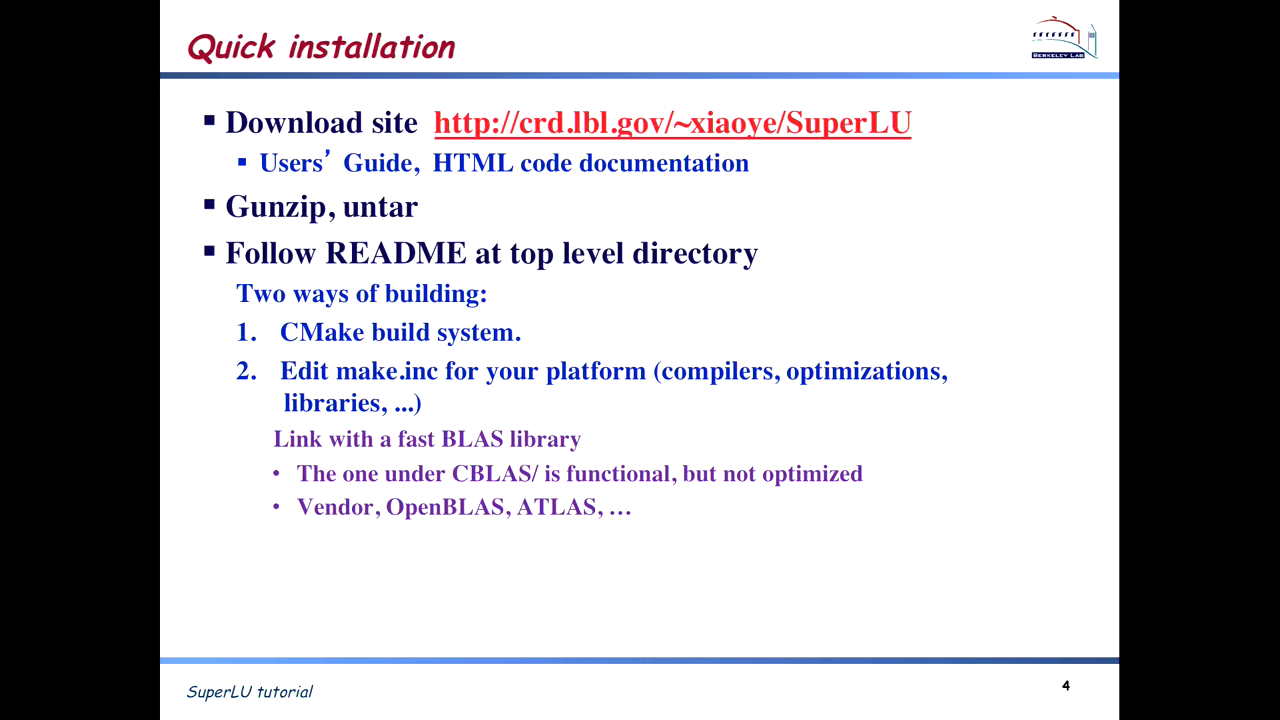 Quick installation
BERKELEY LAB
▪ Download site http://crd.lbl.gov/~xiaoye/SuperLU
▪ Users’ Guide, HTML code documentation
▪ Gunzip, untar
▪ Follow README at top level directory
Two ways of building:
1. CMake build system.
2. Edit make.inc for your platform (compilers, optimizations,
libraries, ...)
Link with a fast BLAS library
• The one under CBLAS/ is functional, but not optimized
• Vendor, OpenBLAS, ATLAS, …
SuperLU tutorial
4